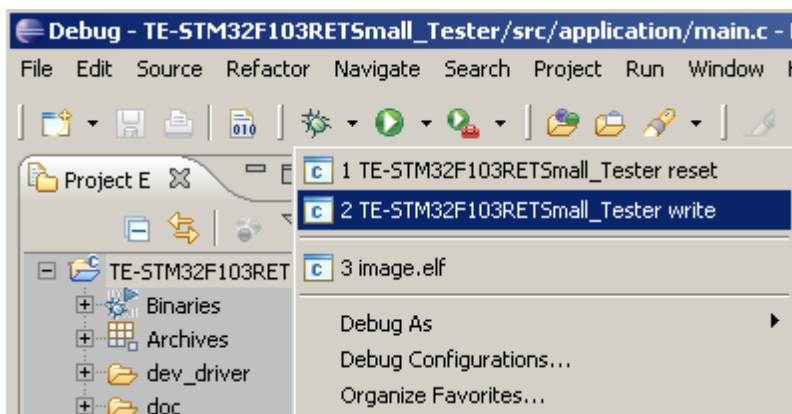 Debug - TE-STM32F103RETSmall_Tester/src/application/main.c -
File Edit Source Refactor Navigate Search Project Run Window
010
Project E
1 TE-STM32F103RETSmall_Tester reset
2 TE-STM32F103RETSmall_Tester write
TE-STM32F103RET
3 image.elf
Binaries
Debug As
Archives
Debug Configurations...
dev_driver
Organize Favorites...
doc